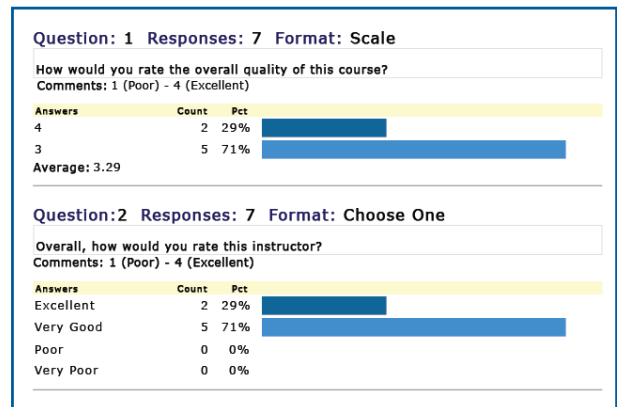 Question: 1 Responses: 7 Format: Scale
How would you rate the overall quality of this course?
Comments: 1 (Poor) - 4 (Excellent)
Answers Count Pct
4 2 29%
3 5 71%
Average: 3.29
Question:2 Responses: 7 Format: Choose One
Overall, how would you rate this instructor?
Comments: 1 (Poor) - 4 (Excellent)
Answers Count Pct
Excellent 2 29%
Very Good 5 71%
Poor 0 0%
Very Poor 0 0%